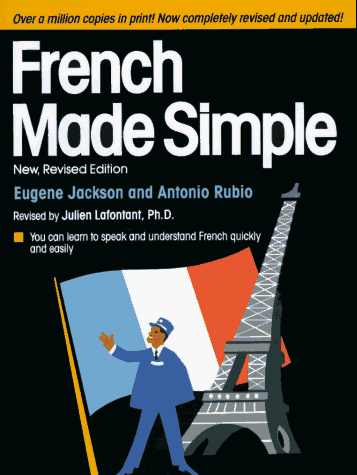 Over a million copies in print! Now completely revised and updated!
French
Made Simple
New, Revised Edition
Eugene Jackson and Antonio Rubio
Revised by Julien Lafontant, Ph.D.
You can learn to speak and understand French quickly
and easily